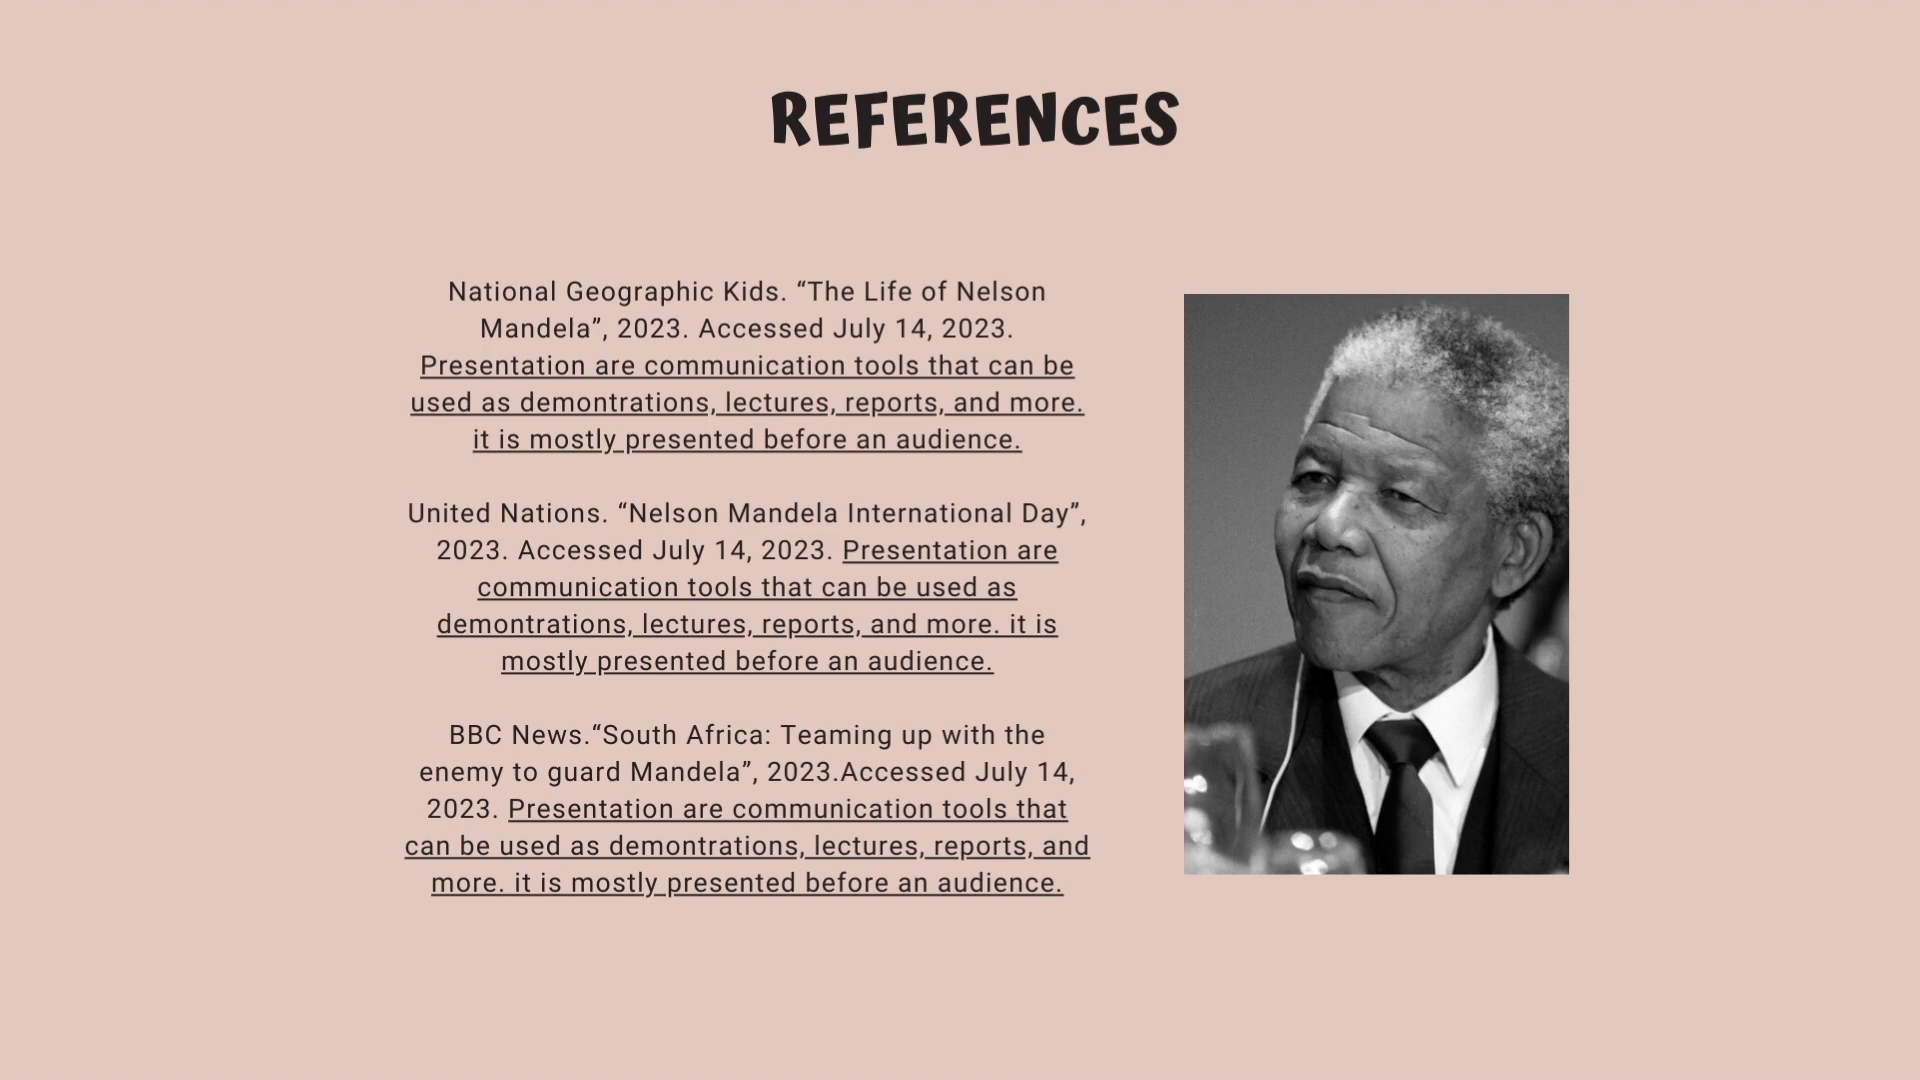 REFERENCES
National Geographic Kids. “The Life of Nelson
Mandela”, 2023. Accessed July 14, 2023.
Presentation are communication tools that can be
used as demontrations, lectures, reports, and more.
it is mostly presented before an audience.
United Nations. “Nelson Mandela International Day”,
2023. Accessed July 14, 2023. Presentation are
communication tools that can be used as
demontrations, lectures, reports, and more. it is
mostly presented before an audience.
BBC News.“South Africa: Teaming up with the
enemy to guard Mandela”, 2023.Accessed July 14,
2023. Presentation are communication tools that
can be used as demontrations, lectures, reports, and
more. it is mostly presented before an audience.